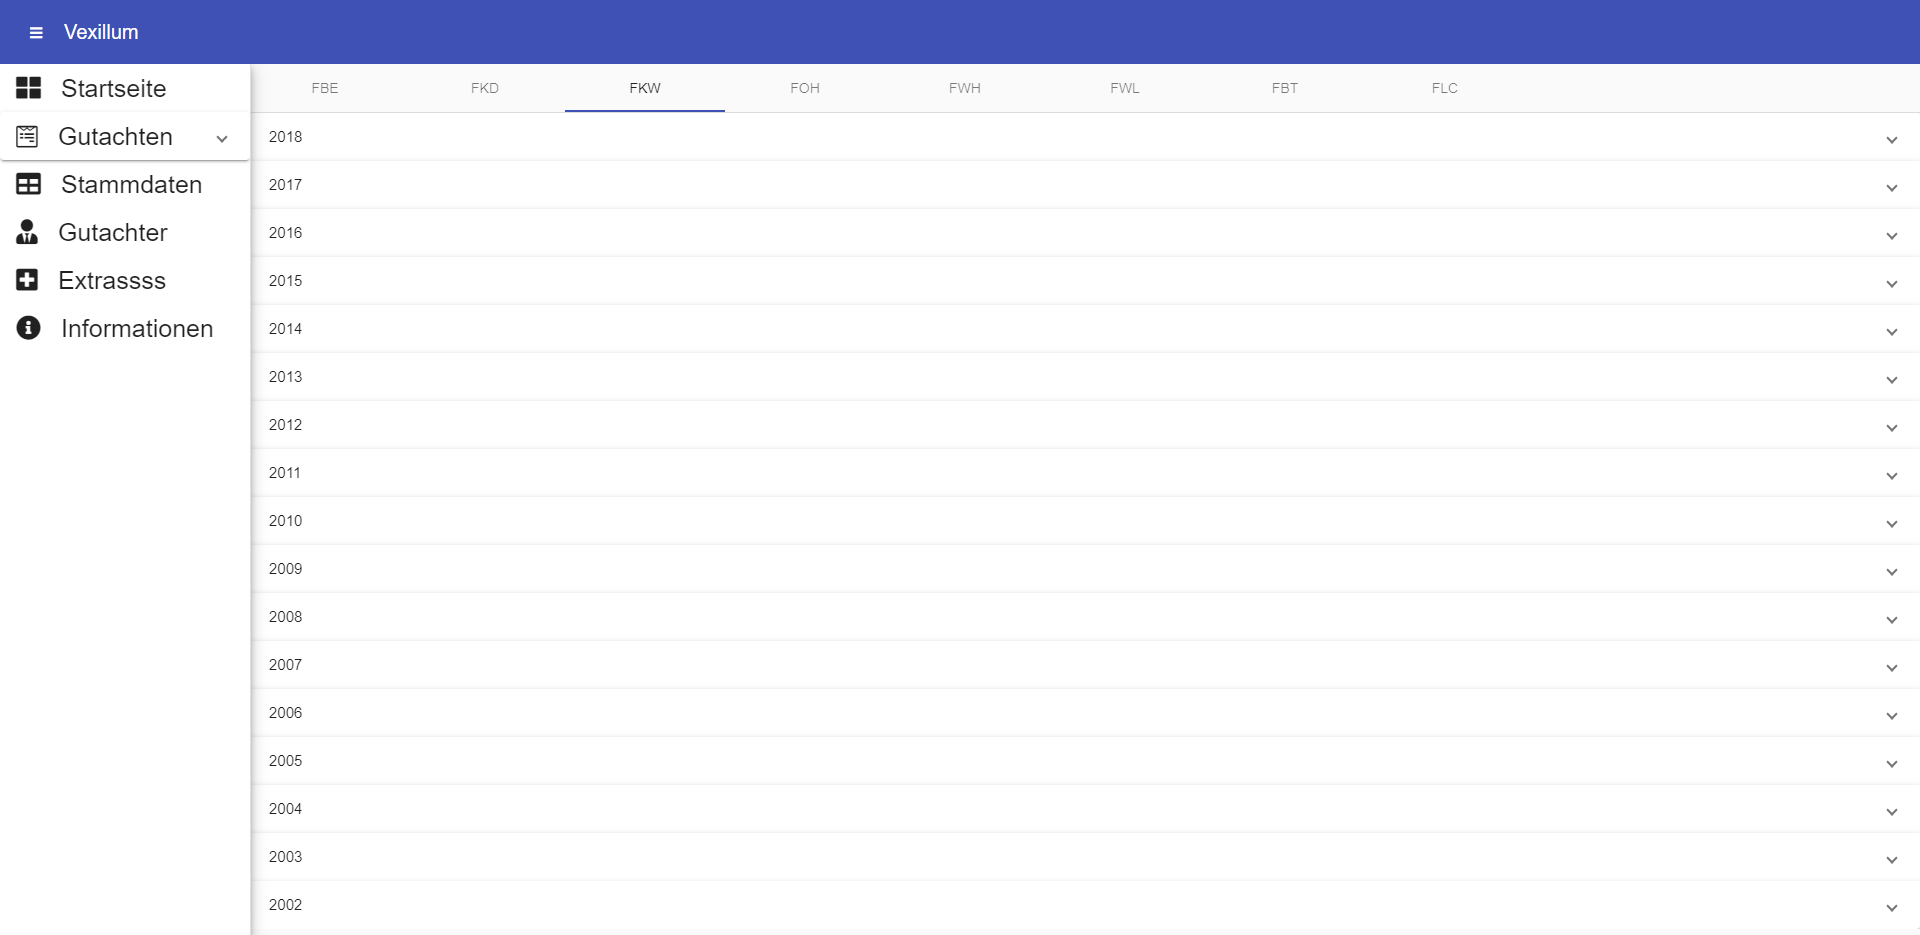 Vexillum
Startseite
Gutachten
Stammdaten
Gutachter
Extrassss
Informationen
FBE FKD FKW FOH FWH FWL FBT FLC
2018
2017
2016
2015
2014
2013
2012
2011
2010
2009
2008
2007
2006
2005
2004
2003
2002